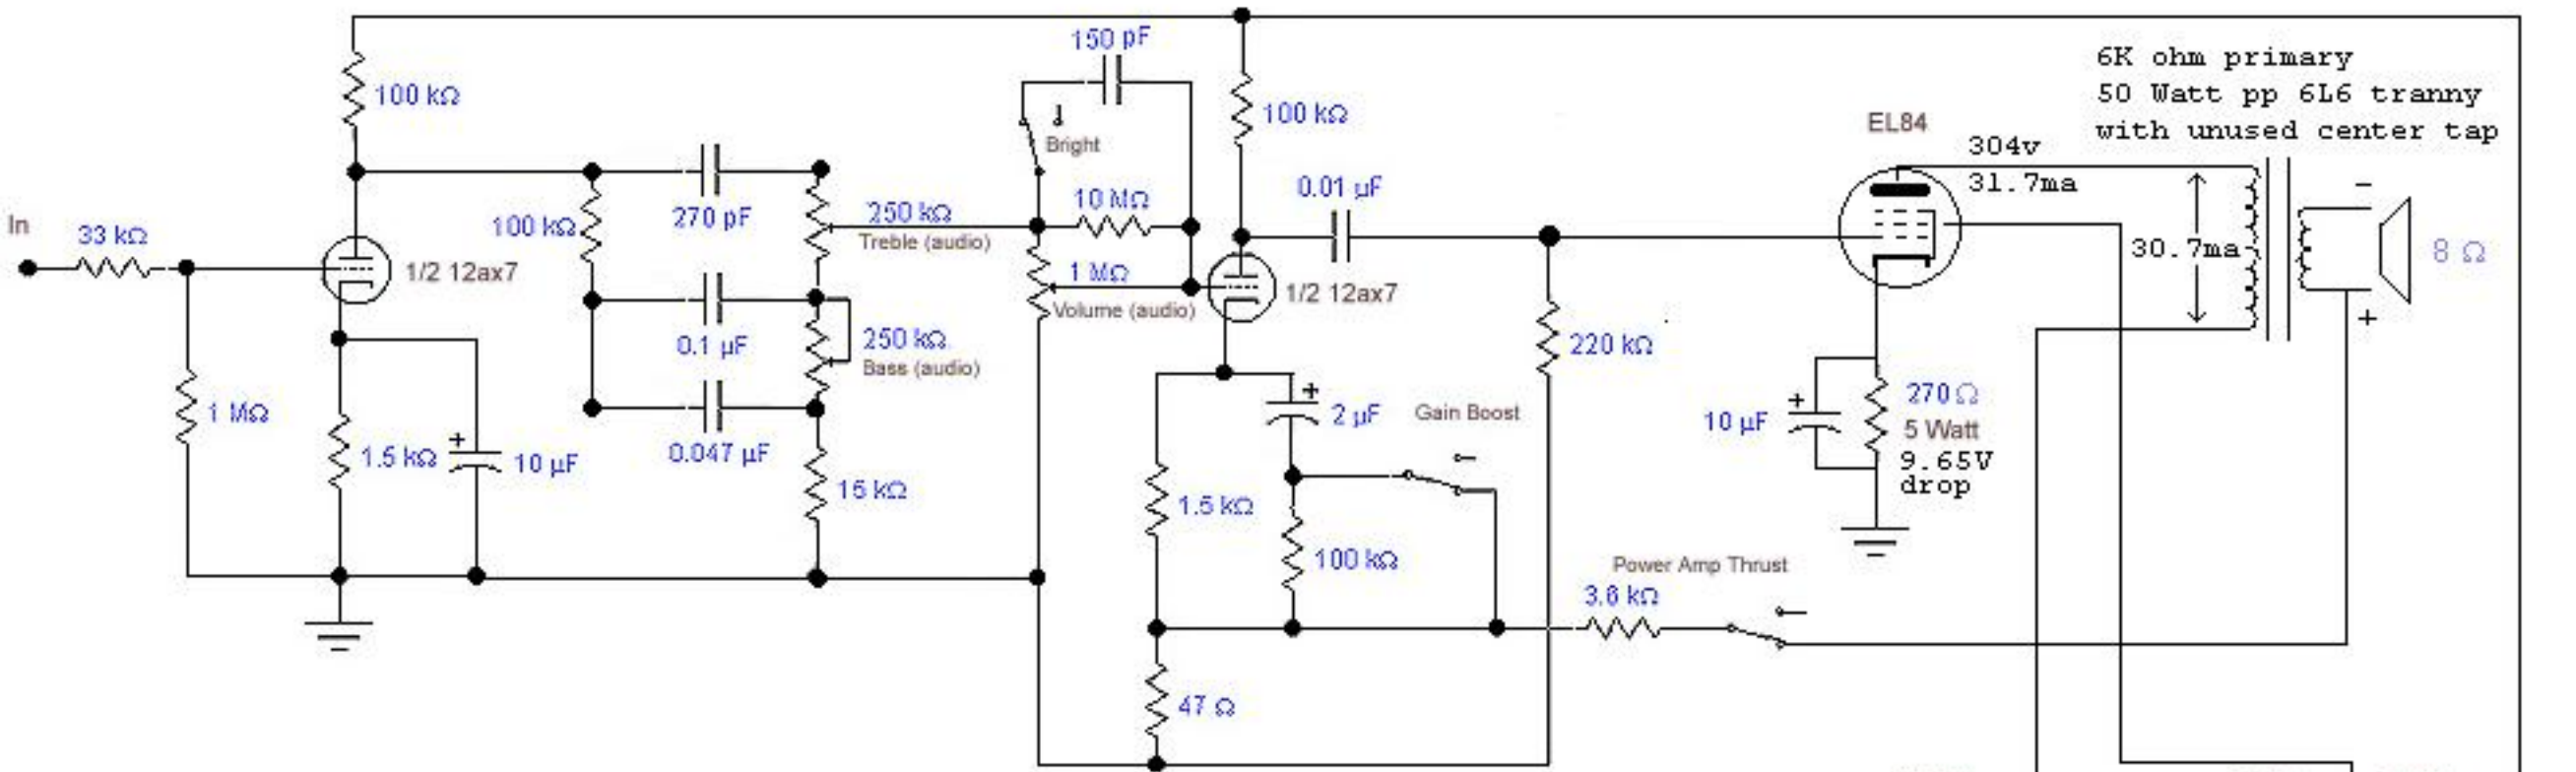 150 pF
6K ohm primary
50 Watt pp 6L6 tranny
with unused center tap
100 kΩ
100 kΩ
EL84
Bright
304v
31.7ma
In
33 kΩ
100 kΩ
270 pF
250 kΩ
Treble (audio)
10 MΩ
0.01 µF
30.7ma
8 Ω
1/2 12ax7
1 MΩ
Volume (audio)
1/2 12ax7
0.1 µF
250 kΩ
Bass (audio)
220 kΩ
1 MΩ
1.5 kΩ
10 µF
0.047 µF
15 kΩ
2 µF
Gain Boost
10 µF
270 Ω
5 Watt
9.65V
drop
1.5 kΩ
100 kΩ
Power Amp Thrust
3.6 kΩ
47 Ω